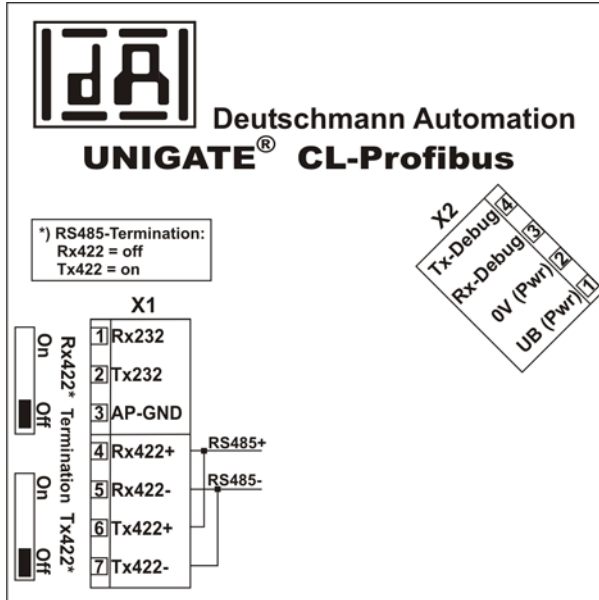 dA
Deutschmann Automation
UNIGATE® CL-Profibus
*) RS485-Termination:
Rx422 = off
Tx422 = on
X2
Tx-Debug 4
Rx-Debug 3
0V (Pwr) 2
UB (Pwr) 1
X1
1 Rx232
2 Tx232
3 AP-GND
4 Rx422+
5 Rx422-
6 Tx422+
7 Tx422-
RS485+
RS485-
Rx422* Termination Tx422*
On
Off
On
Off